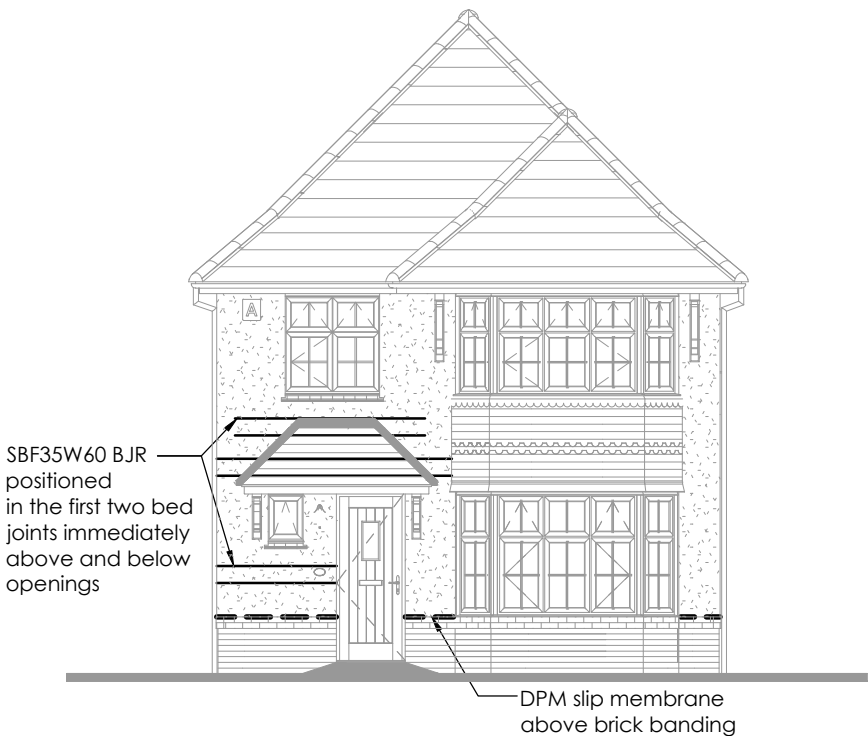 A
SBF35W60 BJR
positioned
in the first two bed
joints immediately
above and below
openings
DPM slip membrane
above brick banding